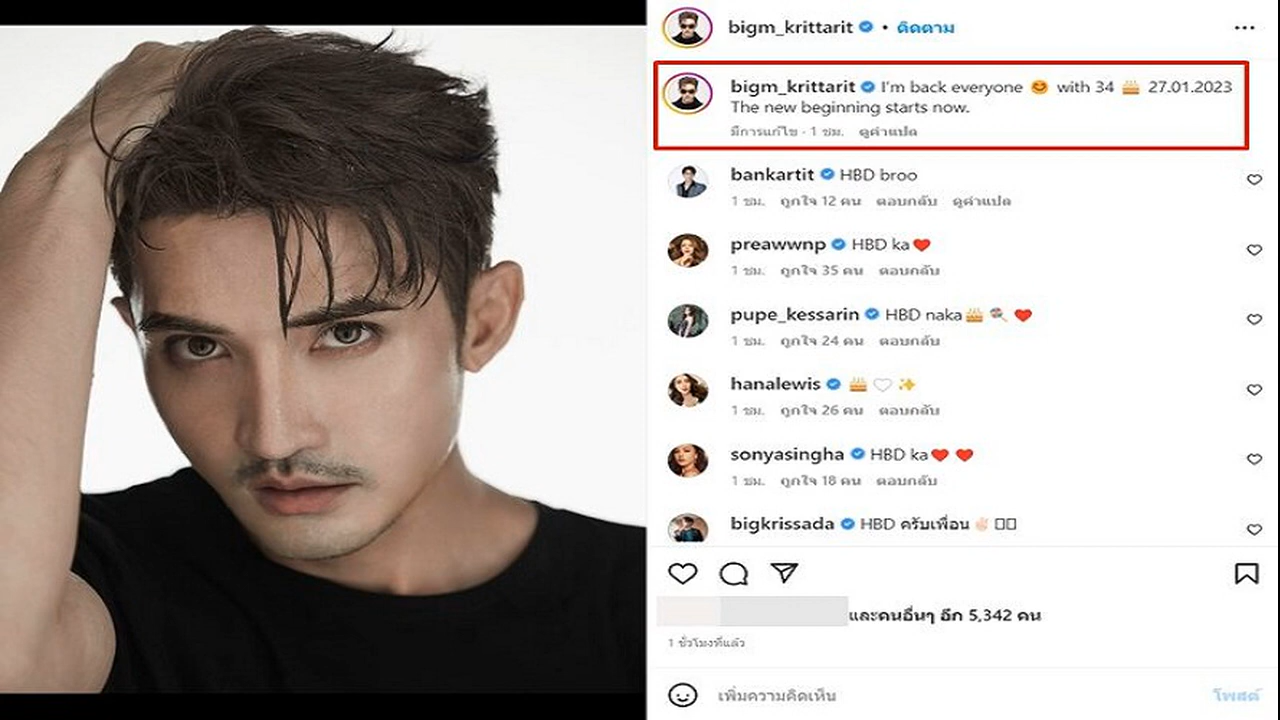 bigm_krittarit • ติดตาม
bigm_krittarit I'm back everyone 😊 with 34 🎂 27.01.2023
The new beginning starts now.
มีการแก้ไข · 1 ชม. ดูคำแปล
bankartit HBD broo
1 ชม. ถูกใจ 12 คน ตอบกลับ ดูคำแปล
preawwnp HBD ka❤️
1 ชม. ถูกใจ 35 คน ตอบกลับ
pupe_kessarin HBD naka🎂🍭❤️
1 ชม. ถูกใจ 24 คน ตอบกลับ
hanalewis 🎂🤍✨
1 ชม. ถูกใจ 26 คน ตอบกลับ
sonyasingha HBD ka❤️❤️
1 ชม. ถูกใจ 18 คน ตอบกลับ
bigkrissada HBD ครับเพื่อน✌🏻
และคนอื่นๆ อีก 5,342 คน
1 ชั่วโมงที่แล้ว
เพิ่มความคิดเห็น โพสต์